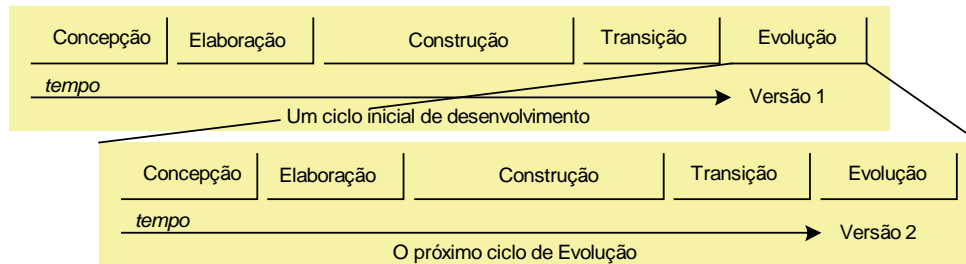 Concepção Elaboração Construção Transição Evolução
tempo
Versão 1
Um ciclo inicial de desenvolvimento
Concepção Elaboração Construção Transição Evolução
tempo
Versão 2
O próximo ciclo de Evolução